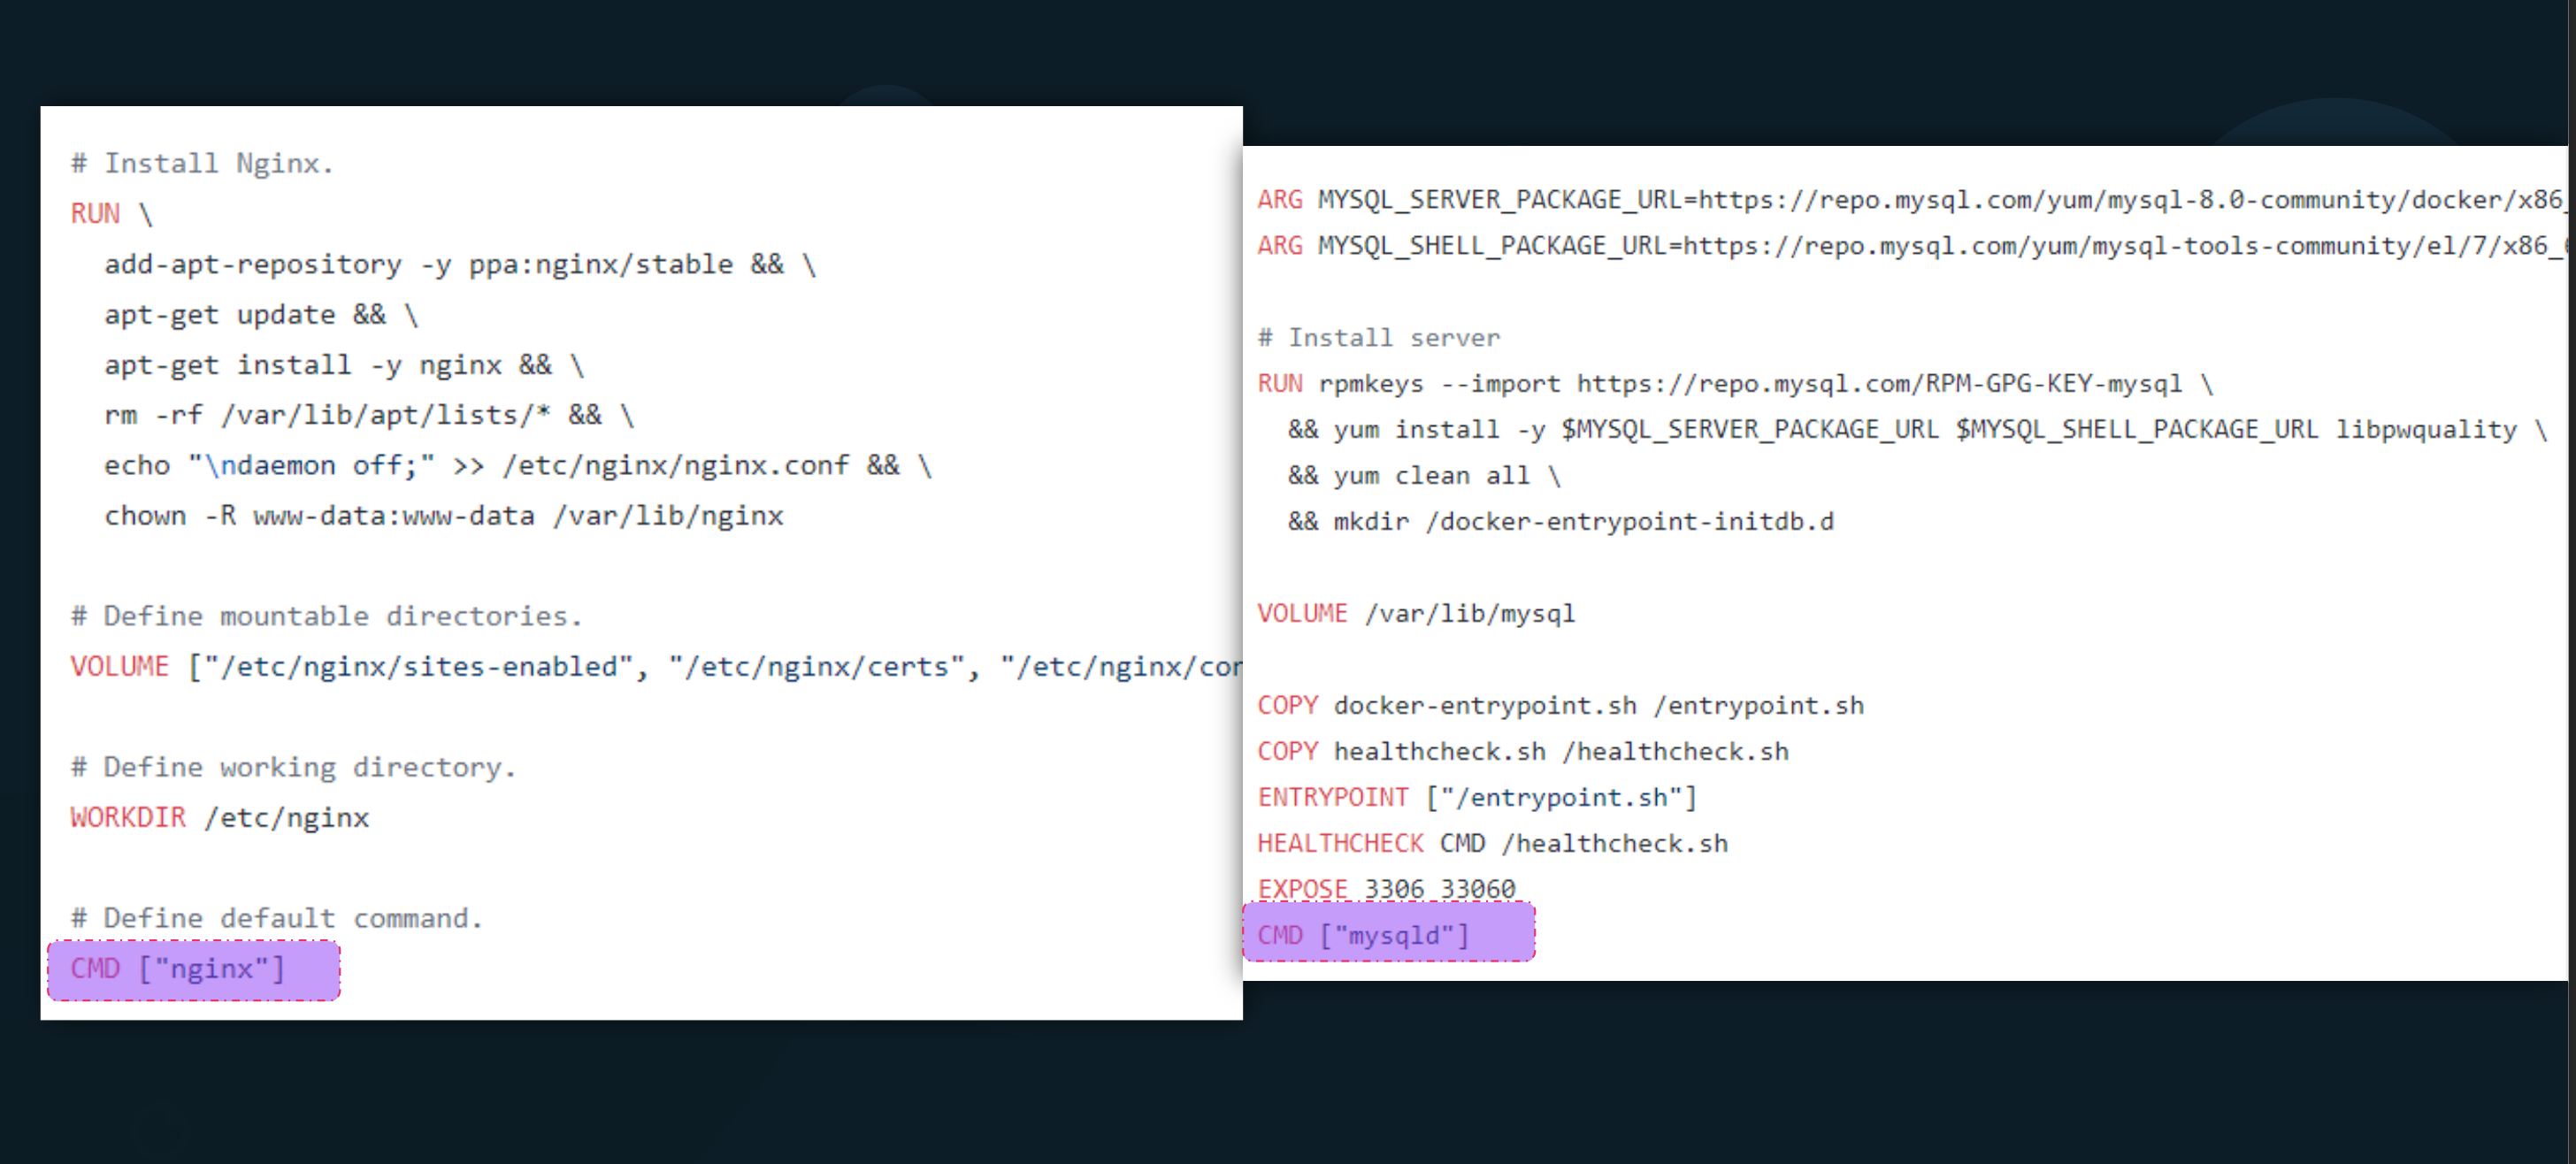 # Install Nginx.
RUN \
  add-apt-repository -y ppa:nginx/stable && \
  apt-get update && \
  apt-get install -y nginx && \
  rm -rf /var/lib/apt/lists/* && \
  echo "\ndaemon off;" >> /etc/nginx/nginx.conf && \
  chown -R www-data:www-data /var/lib/nginx
# Define mountable directories.
VOLUME ["/etc/nginx/sites-enabled", "/etc/nginx/certs", "/etc/nginx/con
# Define working directory.
WORKDIR /etc/nginx
# Define default command.
CMD ["nginx"]
ARG MYSQL_SERVER_PACKAGE_URL=https://repo.mysql.com/yum/mysql-8.0-community/docker/x86_
ARG MYSQL_SHELL_PACKAGE_URL=https://repo.mysql.com/yum/mysql-tools-community/el/7/x86_
# Install server
RUN rpmkeys --import https://repo.mysql.com/RPM-GPG-KEY-mysql \
  && yum install -y $MYSQL_SERVER_PACKAGE_URL $MYSQL_SHELL_PACKAGE_URL libpwquality \
  && yum clean all \
  && mkdir /docker-entrypoint-initdb.d
VOLUME /var/lib/mysql
COPY docker-entrypoint.sh /entrypoint.sh
COPY healthcheck.sh /healthcheck.sh
ENTRYPOINT ["/entrypoint.sh"]
HEALTHCHECK CMD /healthcheck.sh
EXPOSE 3306 33060
CMD ["mysqld"]